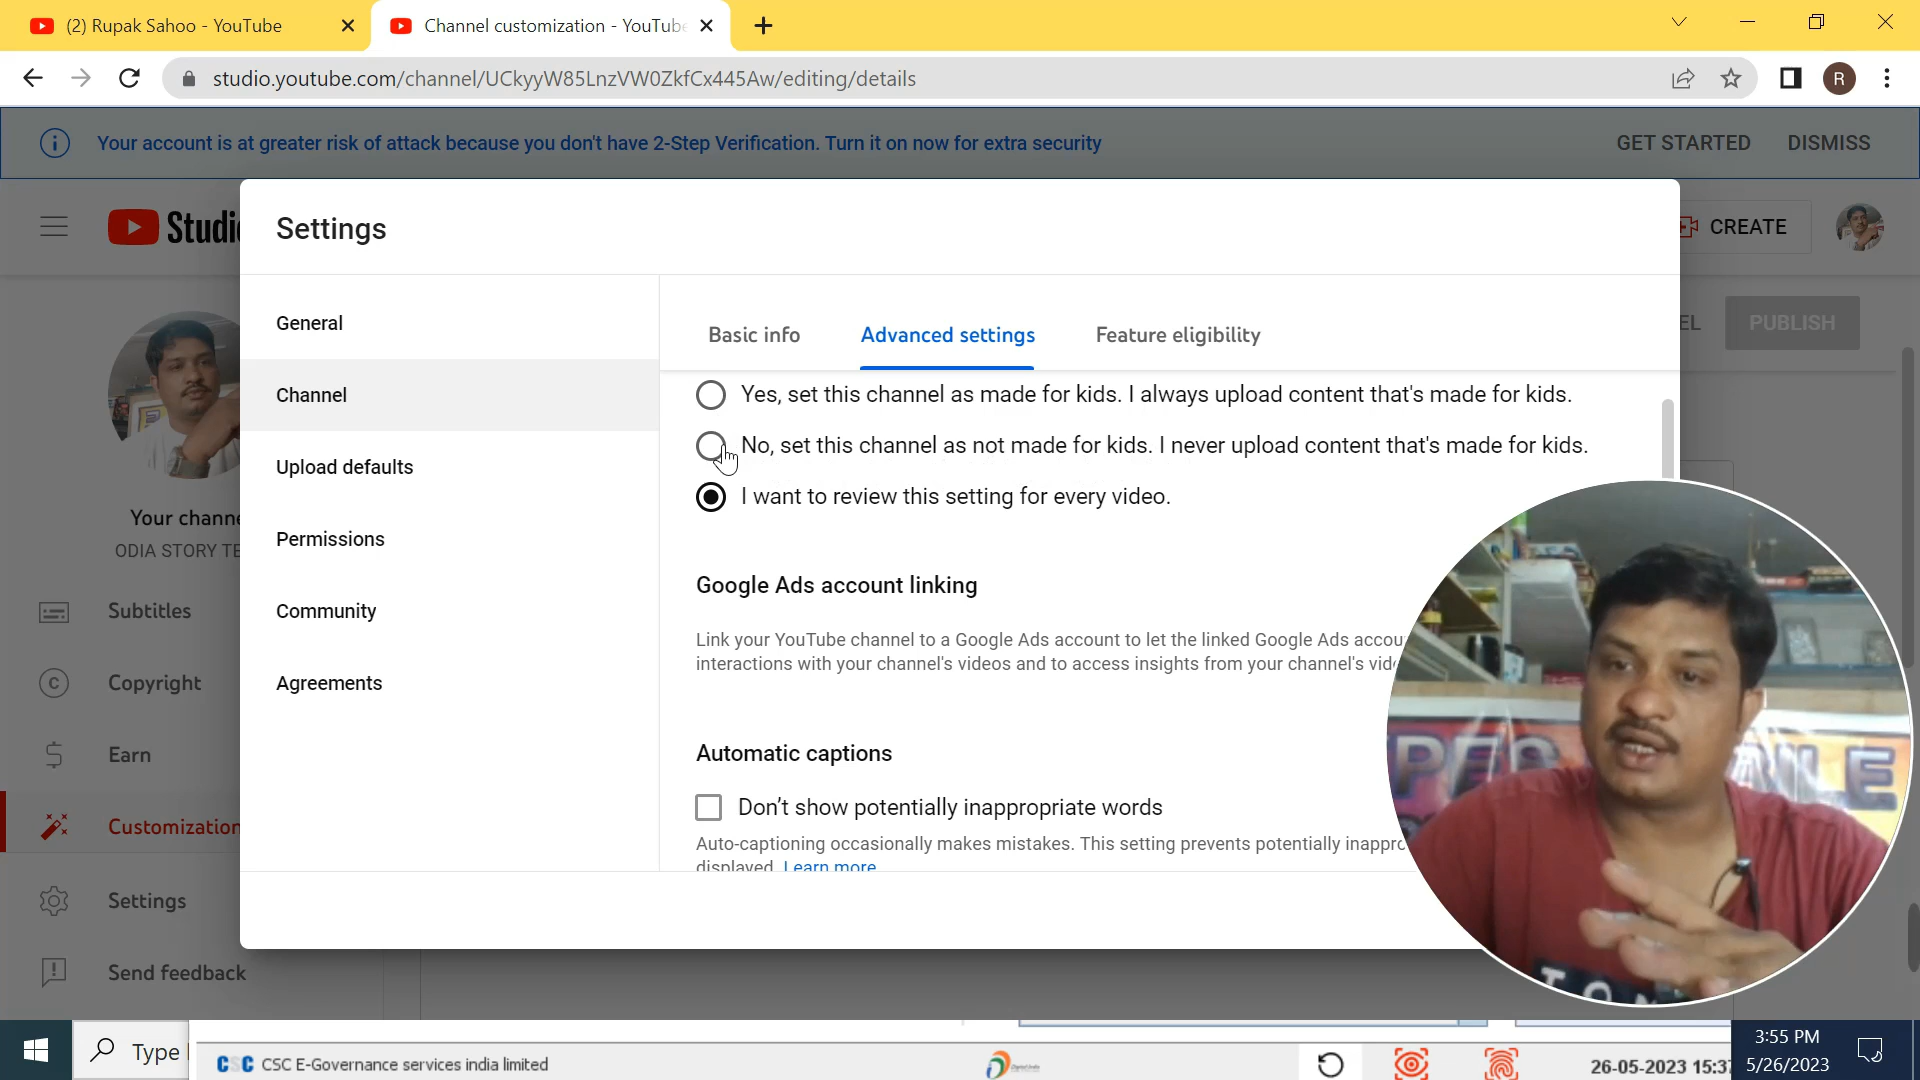 (2) Rupak Sahoo - YouTube
Channel customization - YouTube
studio.youtube.com/channel/UCkyyW85LnzVW0ZkfCx445Aw/editing/details
R
Your account is at greater risk of attack because you don't have 2-Step Verification. Turn it on now for extra security
GET STARTED
DISMISS
Studio
CREATE
Settings
General
Channel
Upload defaults
Permissions
Community
Agreements
Basic info
Advanced settings
Feature eligibility
EL
PUBLISH
Yes, set this channel as made for kids. I always upload content that's made for kids.
No, set this channel as not made for kids. I never upload content that's made for kids.
I want to review this setting for every video.
Google Ads account linking
Link your YouTube channel to a Google Ads account to let the linked Google Ads accou
interactions with your channel's videos and to access insights from your channel's vid
Automatic captions
Don't show potentially inappropriate words
Auto-captioning occasionally makes mistakes. This setting prevents potentially inappro
displayed. Learn more
Your channe
ODIA STORY TE
Subtitles
Copyright
Earn
Customization
Settings
Send feedback
Type
CSC CSC E-Governance services india limited
26-05-2023 15:37
3:55 PM
5/26/2023